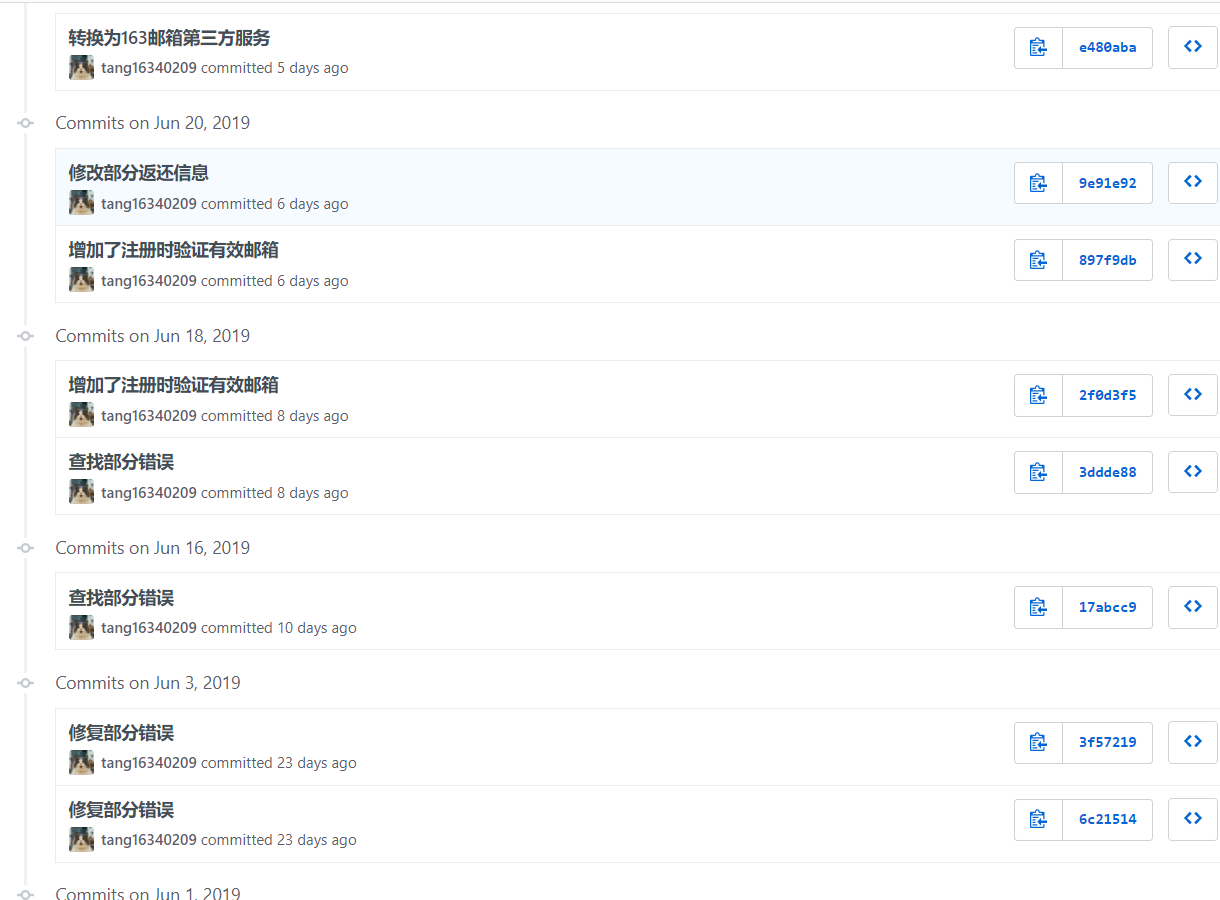 转换为163邮箱第三方服务
e480aba
tang16340209 committed 5 days ago
Commits on Jun 20, 2019
修改部分返还信息
9e91e92
tang16340209 committed 6 days ago
增加了注册时验证有效邮箱
897f9db
tang16340209 committed 6 days ago
Commits on Jun 18, 2019
增加了注册时验证有效邮箱
2f0d3f5
tang16340209 committed 8 days ago
查找部分错误
3ddde88
tang16340209 committed 8 days ago
Commits on Jun 16, 2019
查找部分错误
17abcc9
tang16340209 committed 10 days ago
Commits on Jun 3, 2019
修复部分错误
3f57219
tang16340209 committed 23 days ago
修复部分错误
6c21514
tang16340209 committed 23 days ago
Commits on Jun 1, 2019